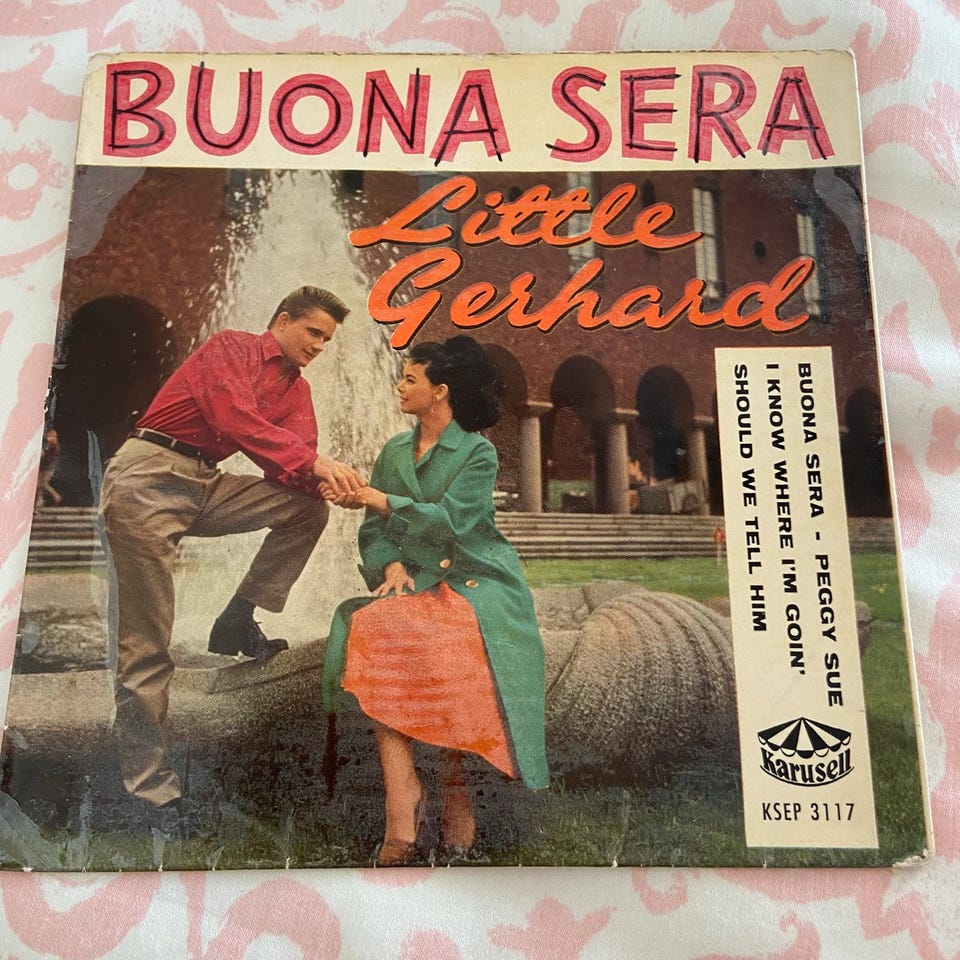 BUONA SERA
Little
Gerhard
BUONA SERA - PEGGY SUE
I KNOW WHERE I'M GOIN'
SHOULD WE TELL HIM
Karusell
KSEP 3117